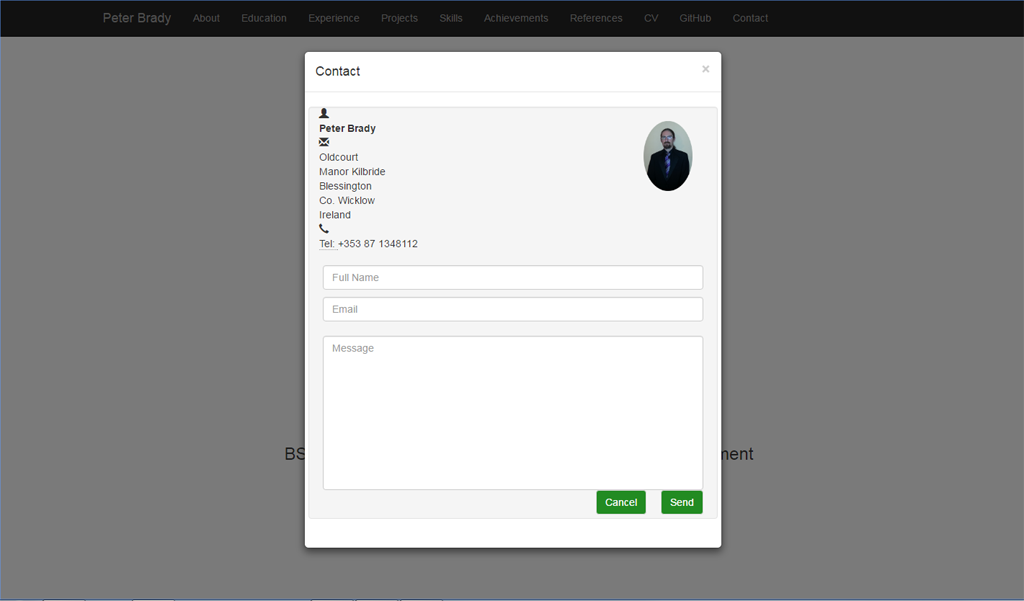 Peter Brady About Education Experience Projects Skills Achievements References CV GitHub Contact
Contact ×
Peter Brady
Oldcourt
Manor Kilbride
Blessington
Co. Wicklow
Ireland
Tel: +353 87 1348112
Full Name
Email
Message
BS ment
Cancel Send